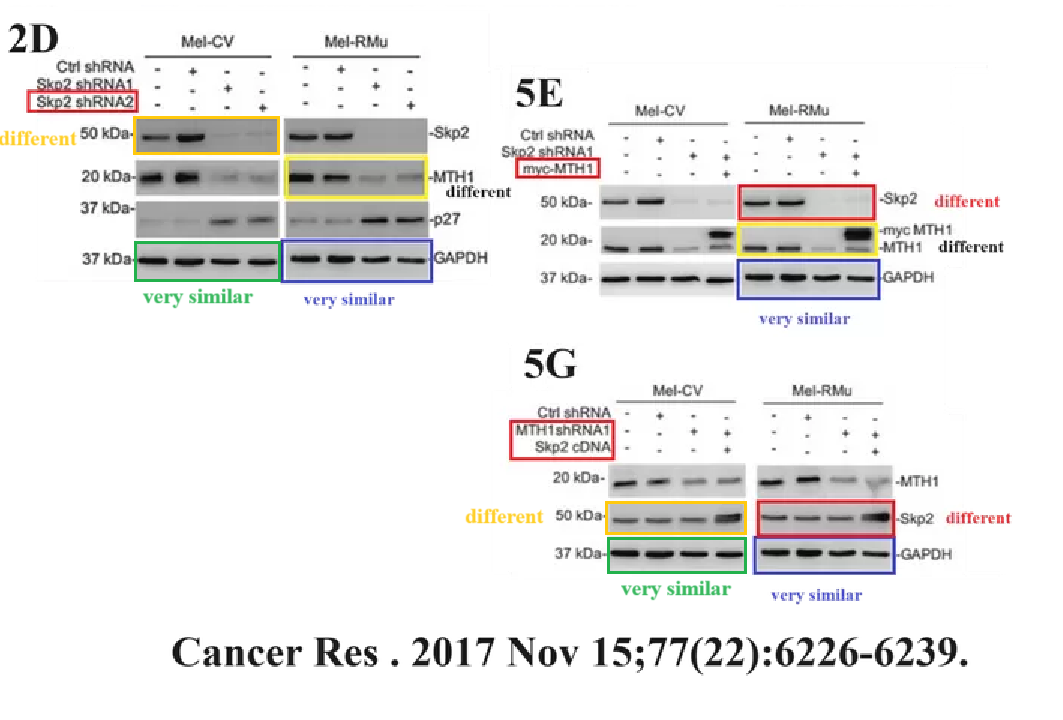 2D
Mel-CV Mel-RMu
Ctrl shRNA - + - - - + - -
Skp2 shRNA1 - - + - - - + -
Skp2 shRNA2 - - - + - - - +
different 50 kDa- -Skp2
20 kDa- -MTH1
different
37 kDa- -p27
37 kDa- GAPDH
very similar very similar
5E
Mel-CV Mel-RMu
Ctrl shRNA - + - - - + - -
Skp2 shRNA1 - - + + - - + +
myc-MTH1 - - - + - - - +
50 kDa- -Skp2 different
-myc MTH1
20 kDa- -MTH1 different
37 kDa- -GAPDH
very similar
5G
Mel-CV Mel-RMu
Ctrl shRNA - + - - - + - -
MTH1shRNA1 - - + + - - + +
Skp2 cDNA - - - + - - - +
20 kDa- -MTH1
different 50 kDa- -Skp2 different
37 kDa- -GAPDH
very similar very similar
Cancer Res . 2017 Nov 15;77(22):6226-6239.